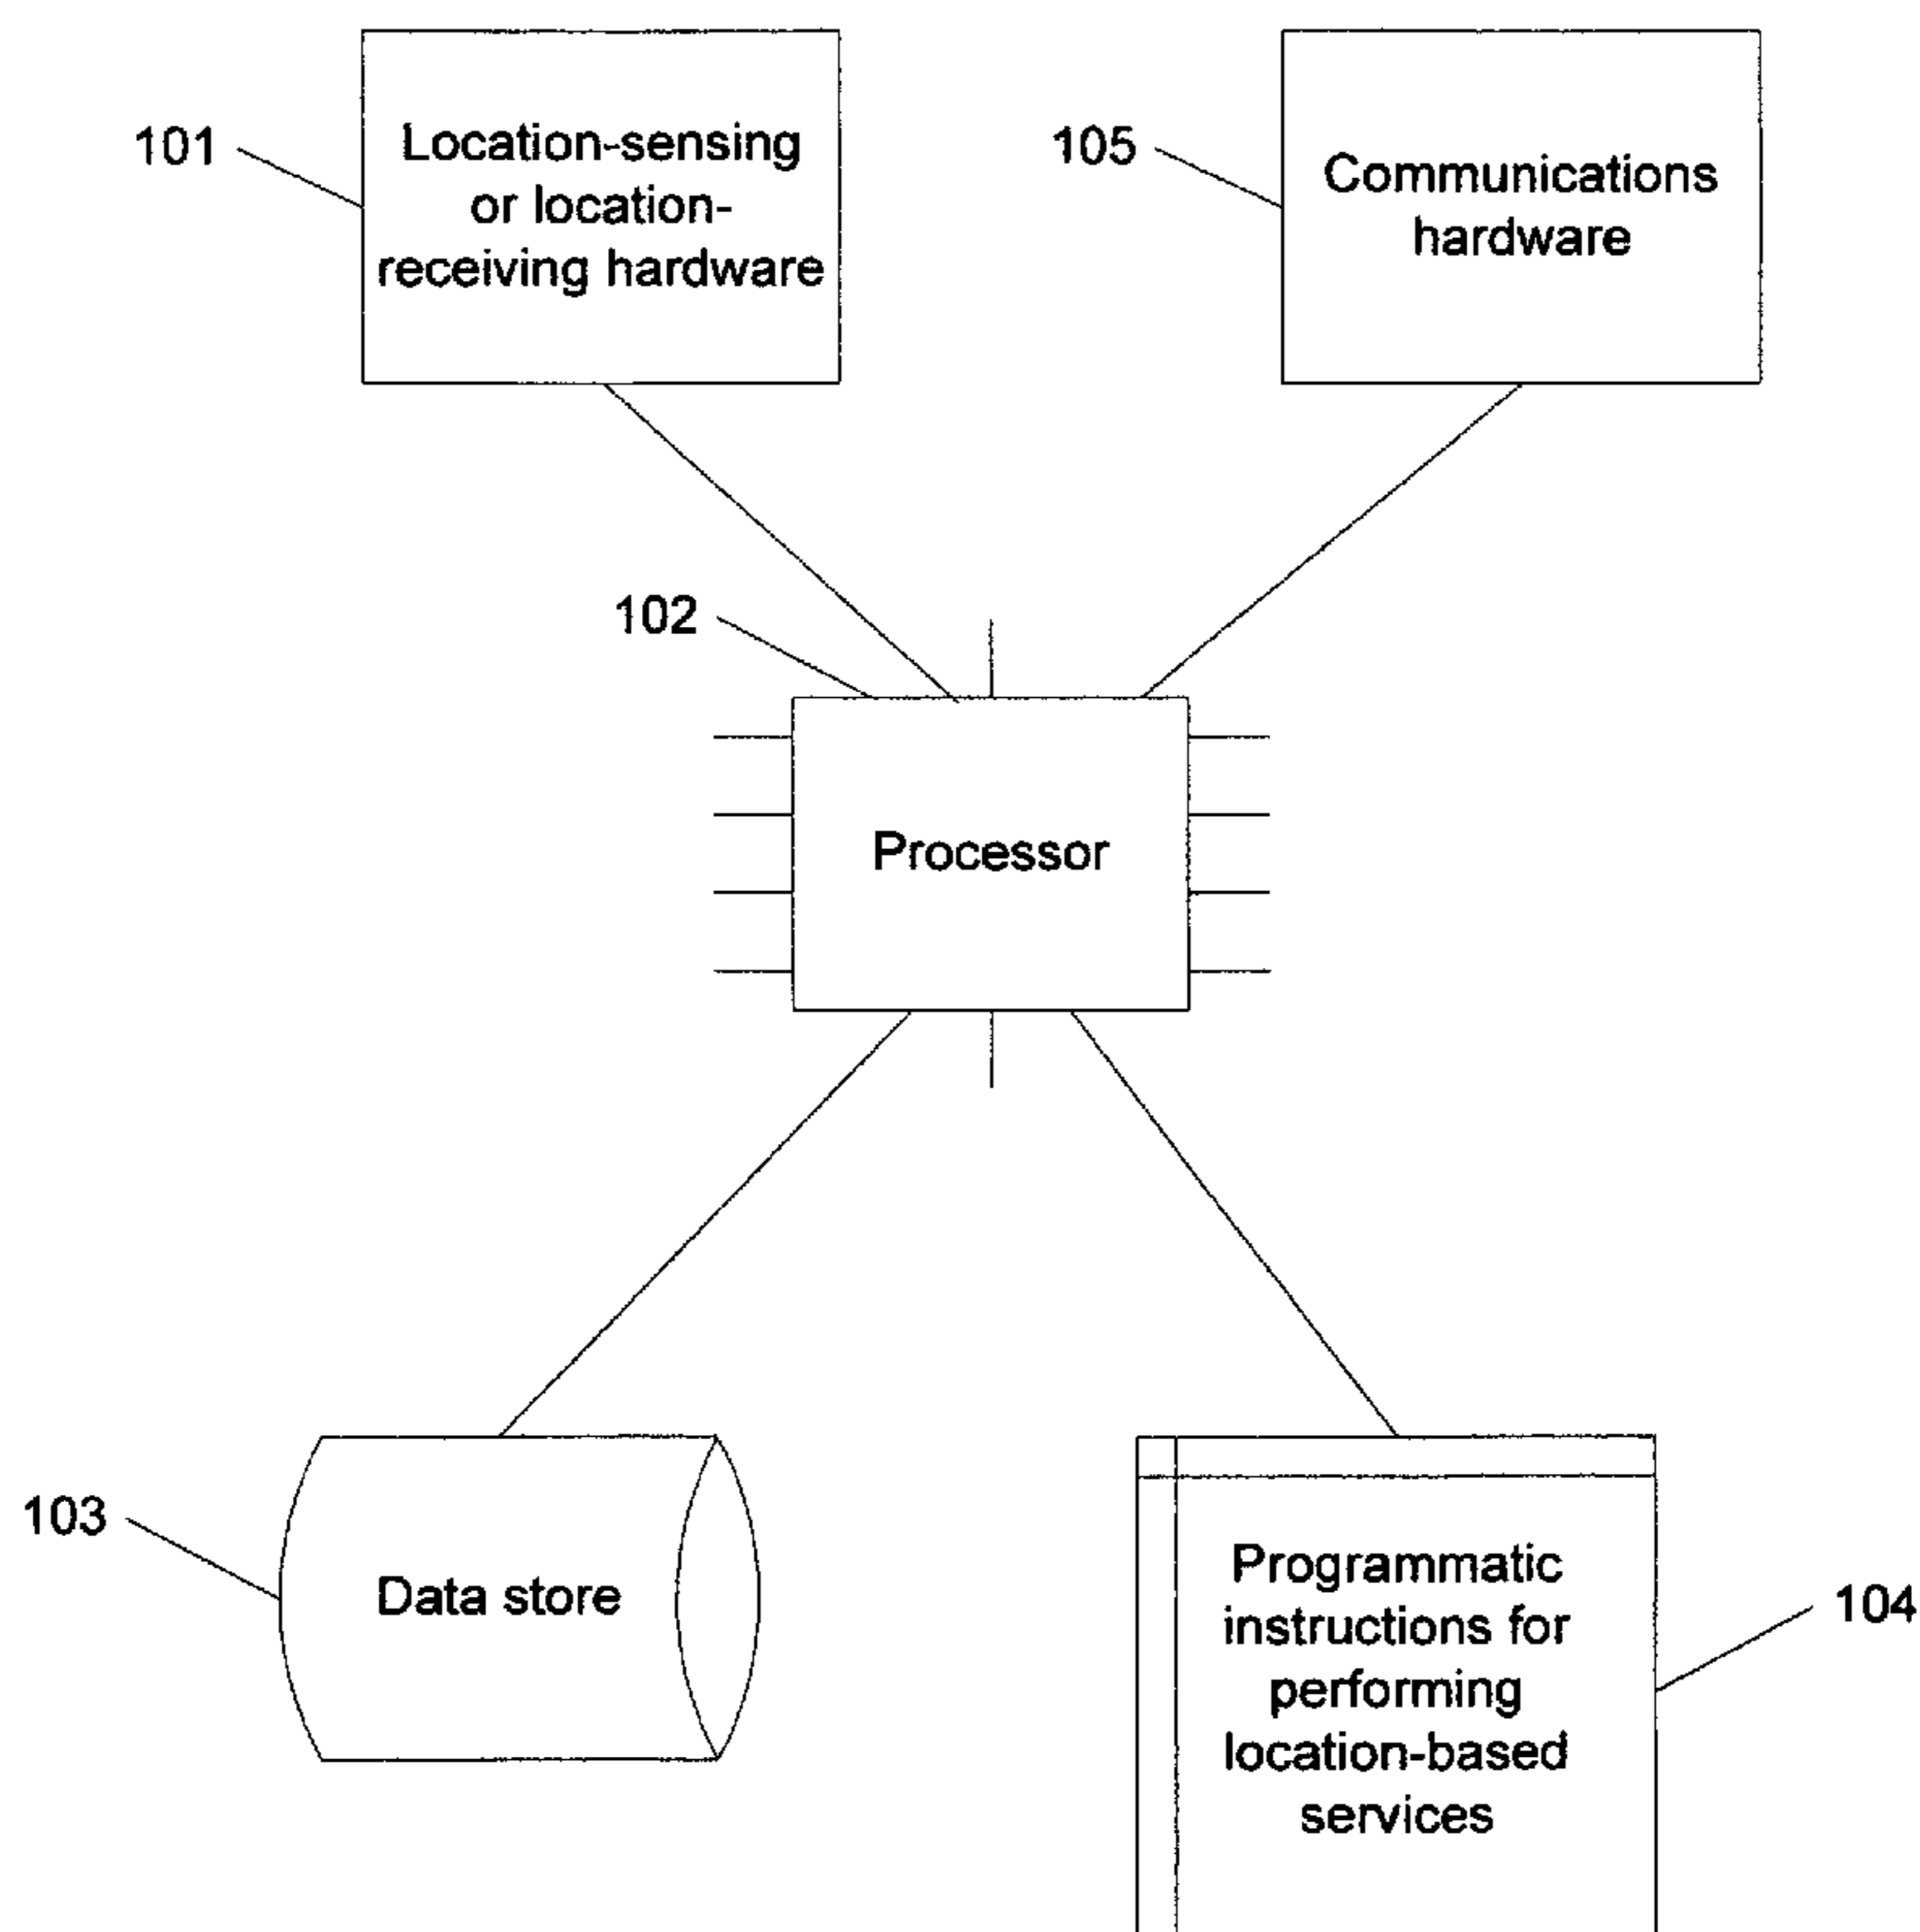 101
Location-sensing
or location-
receiving hardware
105
Communications
hardware
102
Processor
103
Data store
Programmatic
instructions for
performing
location-based
services
104